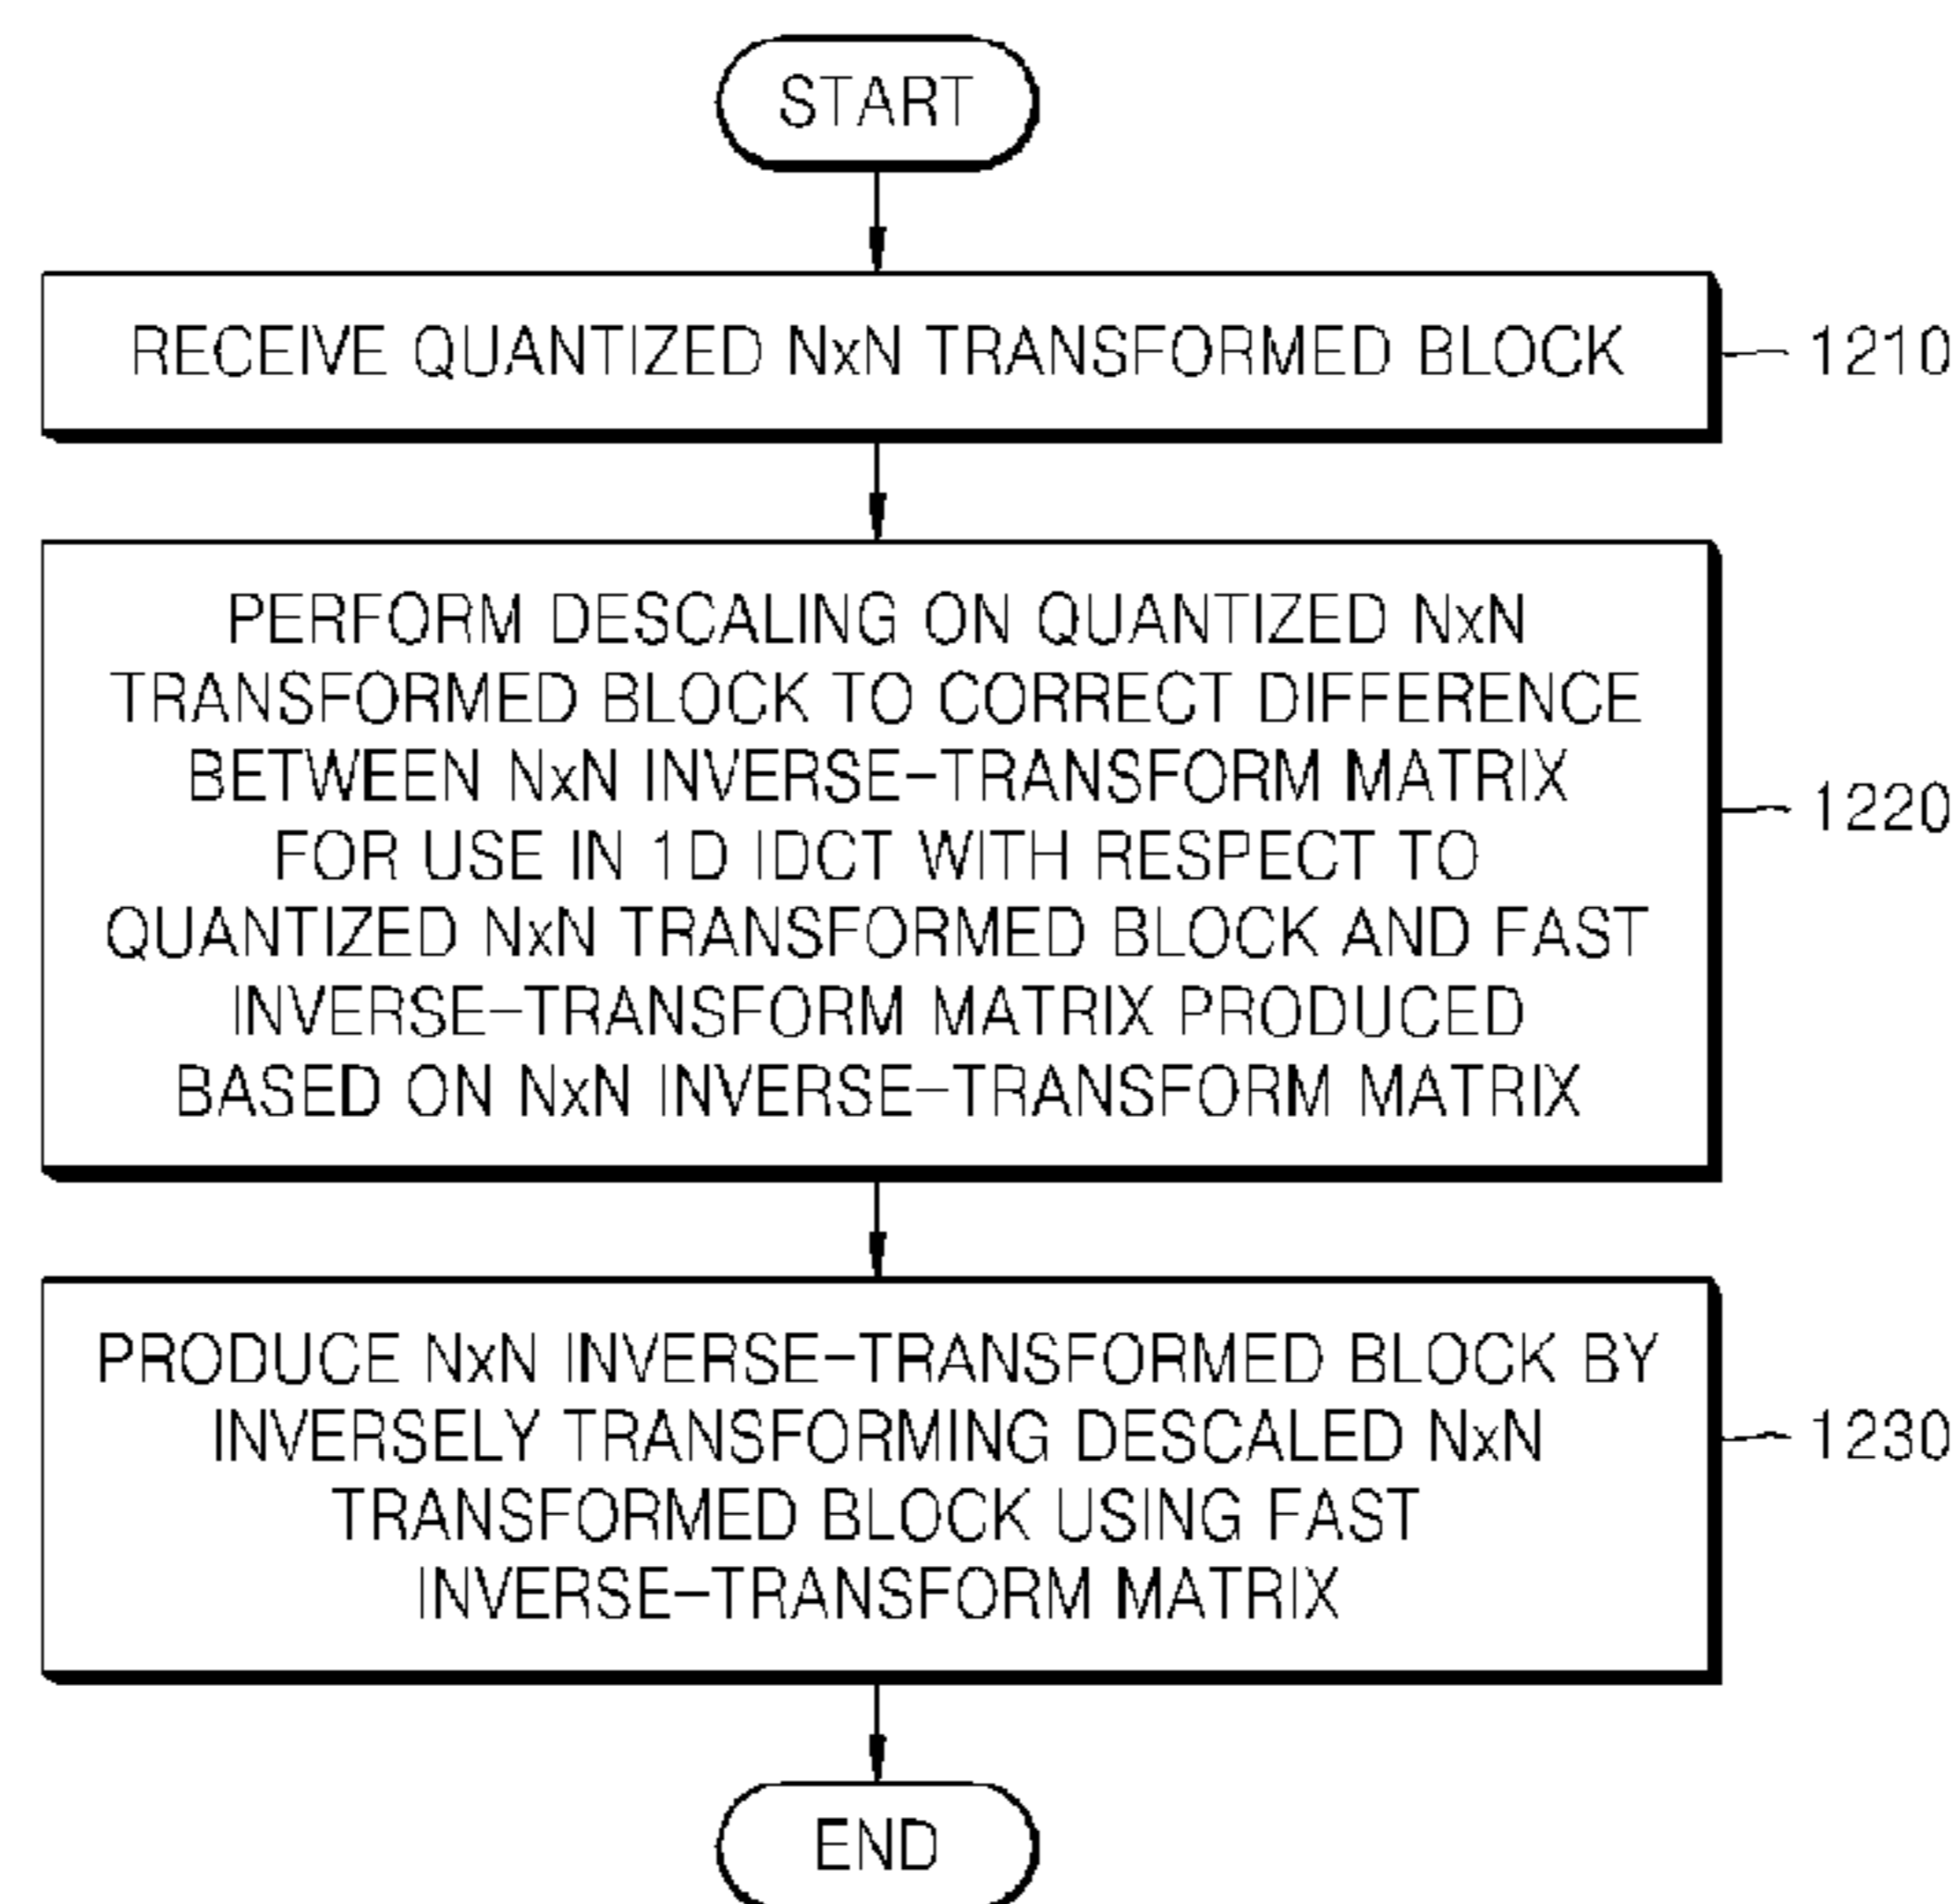 START
RECEIVE QUANTIZED NxN TRANSFORMED BLOCK
1210
PERFORM DESCALING ON QUANTIZED NxN
TRANSFORMED BLOCK TO CORRECT DIFFERENCE
BETWEEN NxN INVERSE-TRANSFORM MATRIX
FOR USE IN 1D IDCT WITH RESPECT TO
QUANTIZED NxN TRANSFORMED BLOCK AND FAST
INVERSE-TRANSFORM MATRIX PRODUCED
BASED ON NxN INVERSE-TRANSFORM MATRIX
1220
PRODUCE NxN INVERSE-TRANSFORMED BLOCK BY
INVERSELY TRANSFORMING DESCALED NxN
TRANSFORMED BLOCK USING FAST
INVERSE-TRANSFORM MATRIX
1230
END